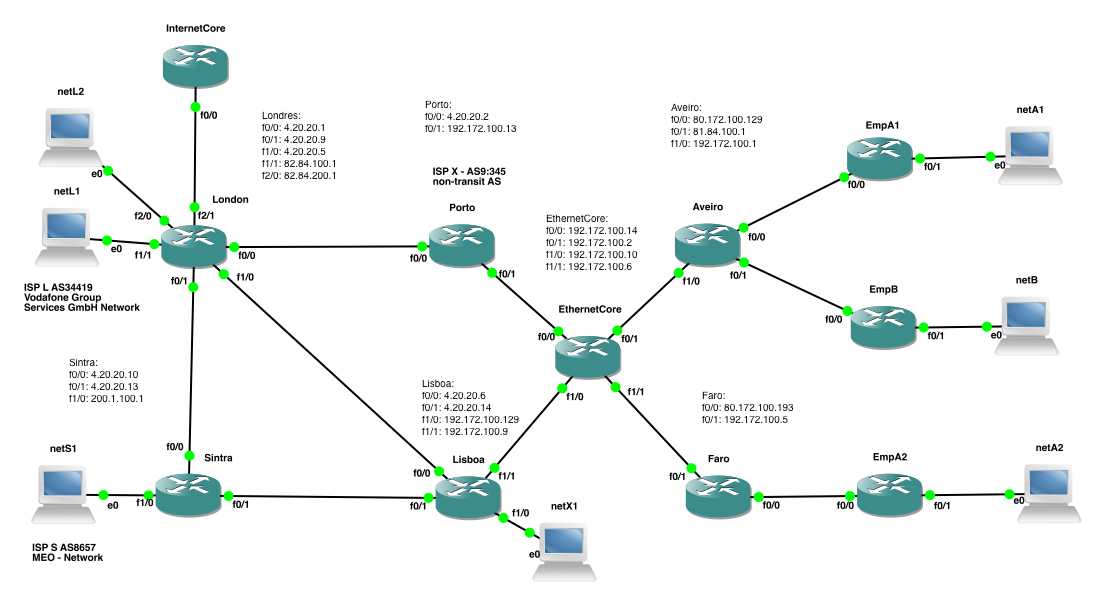 InternetCore
f0/0
netL2
e0
netL1
e0
f2/0
f2/1
London
f1/1
f0/0
f0/1
f1/0
ISP L AS34419
Vodafone Group
Services GmbH Network
Londres:
f0/0: 4.20.20.1
f0/1: 4.20.20.9
f1/0: 4.20.20.5
f1/1: 82.84.100.1
f2/0: 82.84.200.1
Porto:
f0/0: 4.20.20.2
f0/1: 192.172.100.13
ISP X - AS9:345
non-transit AS
Porto
f0/0
f0/1
EthernetCore:
f0/0: 192.172.100.14
f0/1: 192.172.100.2
f1/0: 192.172.100.10
f1/1: 192.172.100.6
EthernetCore
f0/0
f0/1
f1/0
f1/1
Aveiro:
f0/0: 80.172.100.129
f0/1: 81.84.100.1
f1/0: 192.172.100.1
Aveiro
f0/0
f0/1
f1/0
EmpA1
f0/0
f0/1
netA1
e0
EmpB
f0/0
f0/1
netB
e0
Sintra:
f0/0: 4.20.20.10
f0/1: 4.20.20.13
f1/0: 200.1.100.1
netS1
e0
f0/0
Sintra
f1/0
f0/1
ISP S AS8657
MEO - Network
Lisboa:
f0/0: 4.20.20.6
f0/1: 4.20.20.14
f1/0: 192.172.100.129
f1/1: 192.172.100.9
Lisboa
f0/0
f1/1
f0/1
f1/0
netX1
e0
Faro:
f0/0: 80.172.100.193
f0/1: 192.172.100.5
Faro
f0/1
f0/0
EmpA2
f0/0
f0/1
netA2
e0